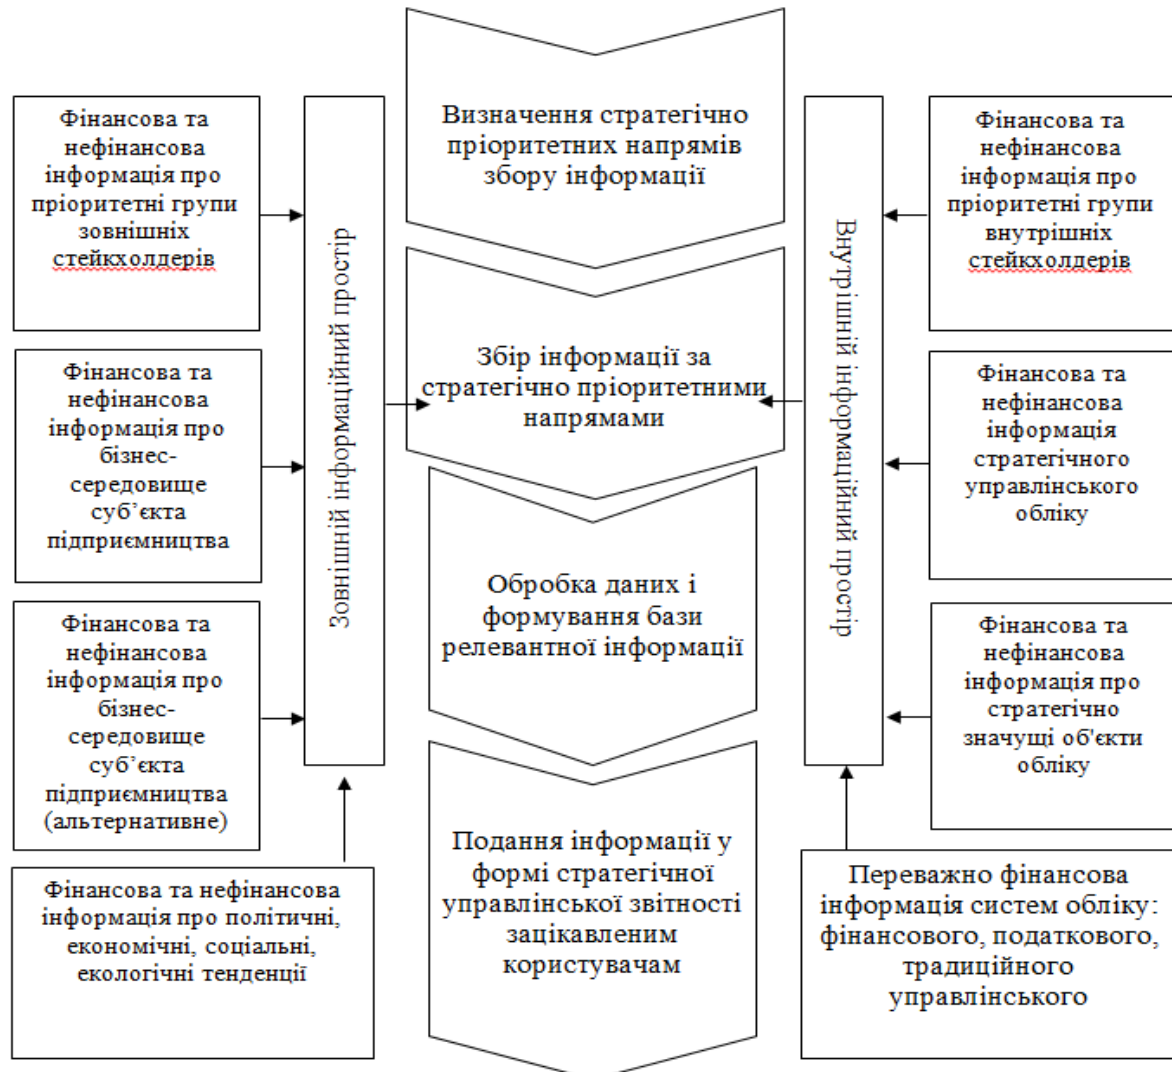 Визначення стратегічно
пріоритетних напрямів
збору інформації
Фінансова та
нефінансова
інформація про
пріоритетні групи
зовнішніх
стейкхолдерів
Зовнішній інформаційний простір
Внутрішній інформаційний простір
Фінансова та
нефінансова
інформація про
пріоритетні групи
внутрішніх
стейкхолдерів
Збір інформації за
стратегічно пріоритетними
напрямами
Фінансова та
нефінансова
інформація про
бізнес-
середовище
суб’єкта
підприємництва
Фінансова та
нефінансова
інформація
стратегічного
управлінського
обліку
Обробка даних і
формування бази
релевантної інформації
Фінансова та
нефінансова
інформація про
бізнес-
середовище
суб’єкта
підприємництва
(альтернативне)
Фінансова та
нефінансова
інформація про
стратегічно
значущі об'єкти
обліку
Подання інформації у
формі стратегічної
управлінської звітності
зацікавленим
користувачам
Фінансова та нефінансова
інформація про політичні,
економічні, соціальні,
екологічні тенденції
Переважно фінансова
інформація систем обліку:
фінансового, податкового,
традиційного
управлінського